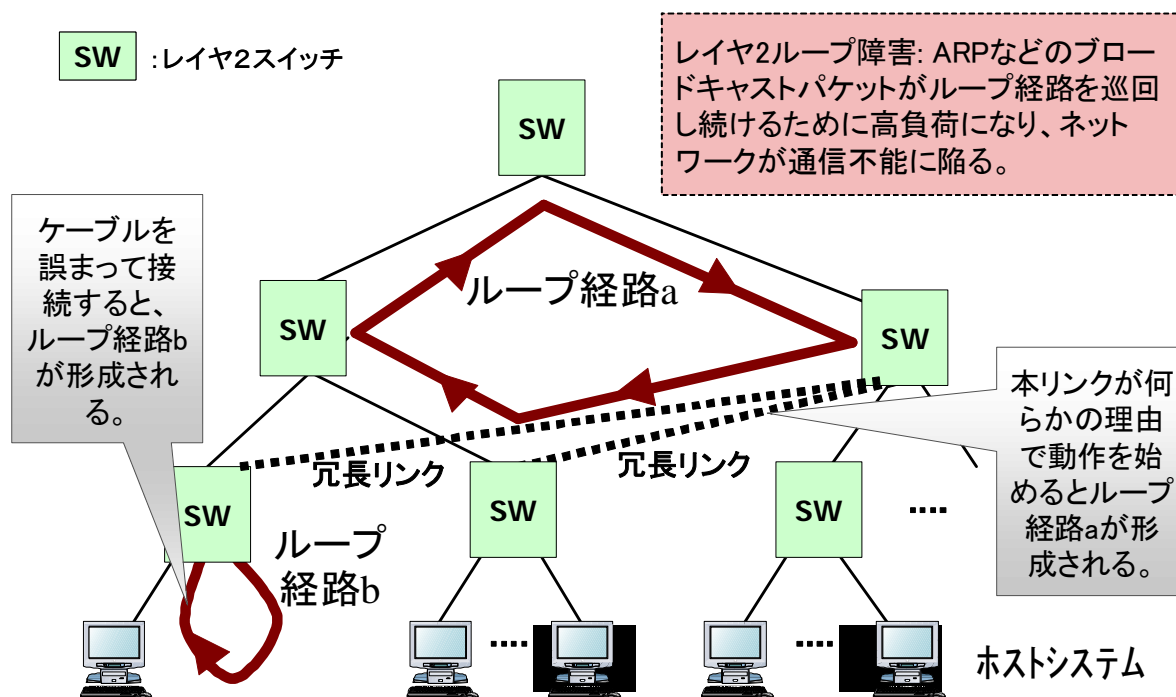 SW :レイヤ2スイッチ
レイヤ2ループ障害: ARPなどのブロー
ドキャストパケットがループ経路を巡回
し続けるために高負荷になり、ネット
ワークが通信不能に陥る。
SW
ケーブルを
誤まって接
続すると、
ループ経路b
が形成され
る。
ループ経路a
SW
SW
本リンクが何
らかの理由
で動作を始
めるとループ
経路aが形
成される。
冗長リンク
冗長リンク
SW
SW
SW
....
ループ
経路b
....
....
ホストシステム